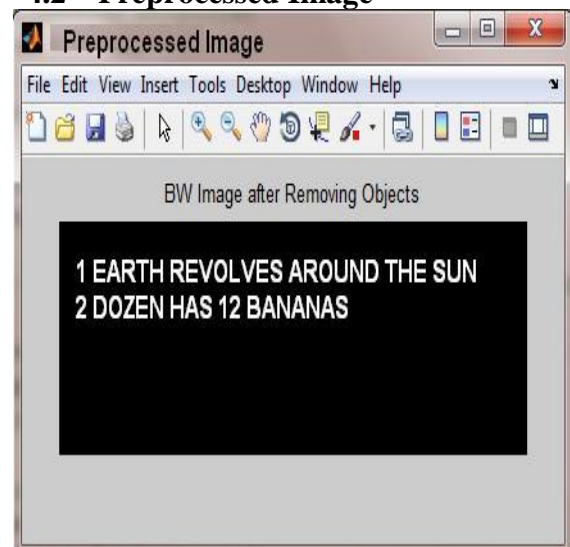 4.2 Preprocessed Image
Preprocessed Image
File Edit View Insert Tools Desktop Window Help
BW Image after Removing Objects
1 EARTH REVOLVES AROUND THE SUN
2 DOZEN HAS 12 BANANAS